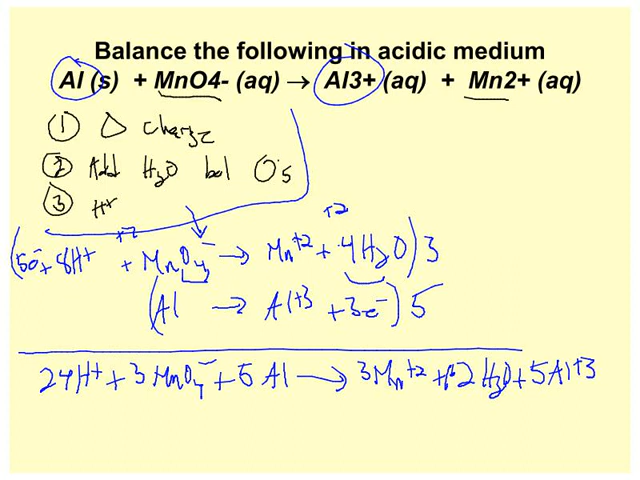 Balance the following in acidic medium
Al (s) + MnO4- (aq) → Al3+ (aq) + Mn2+ (aq)
① △ charge
② Add H2O bal O's
③ H+
+7 +2
(5e- + 8H+ + MnO4- → Mn+2 + 4H2O) 3
(Al → Al+3 + 3e-) 5
24H+ + 3MnO4- + 5Al → 3Mn+2 + 12H2O + 5Al+3